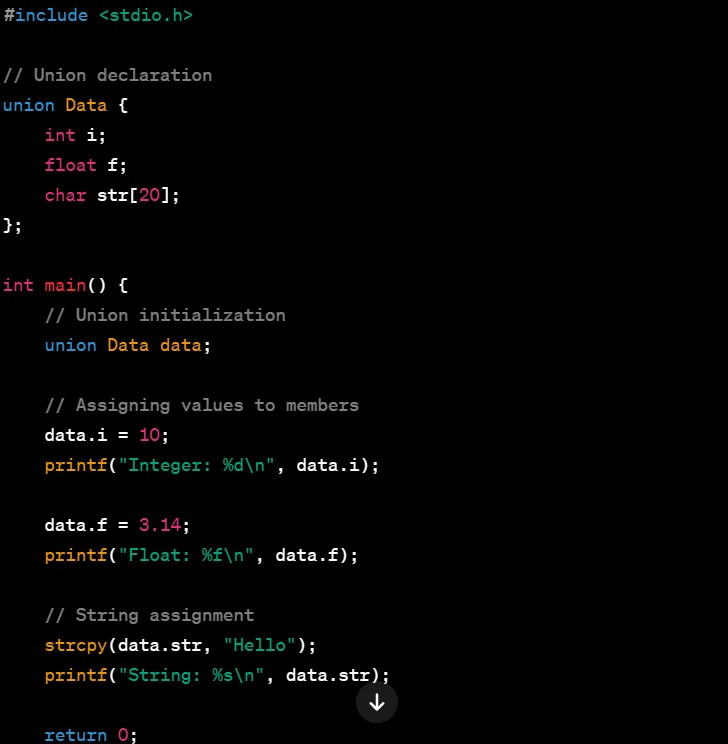 #include <stdio.h>
// Union declaration
union Data {
    int i;
    float f;
    char str[20];
};
int main() {
    // Union initialization
    union Data data;
    // Assigning values to members
    data.i = 10;
    printf("Integer: %d\n", data.i);
    data.f = 3.14;
    printf("Float: %f\n", data.f);
    // String assignment
    strcpy(data.str, "Hello");
    printf("String: %s\n", data.str);
    return 0;